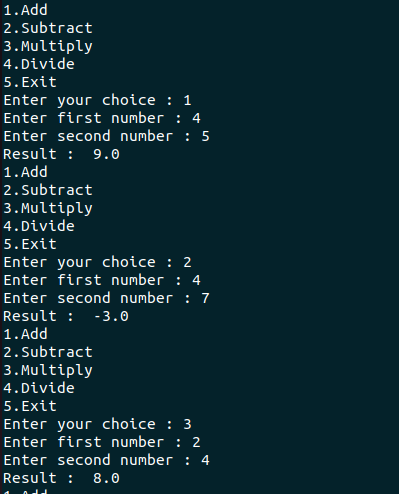 1.Add
2.Subtract
3.Multiply
4.Divide
5.Exit
Enter your choice : 1
Enter first number : 4
Enter second number : 5
Result :  9.0
1.Add
2.Subtract
3.Multiply
4.Divide
5.Exit
Enter your choice : 2
Enter first number : 4
Enter second number : 7
Result :  -3.0
1.Add
2.Subtract
3.Multiply
4.Divide
5.Exit
Enter your choice : 3
Enter first number : 2
Enter second number : 4
Result :  8.0
1.Add